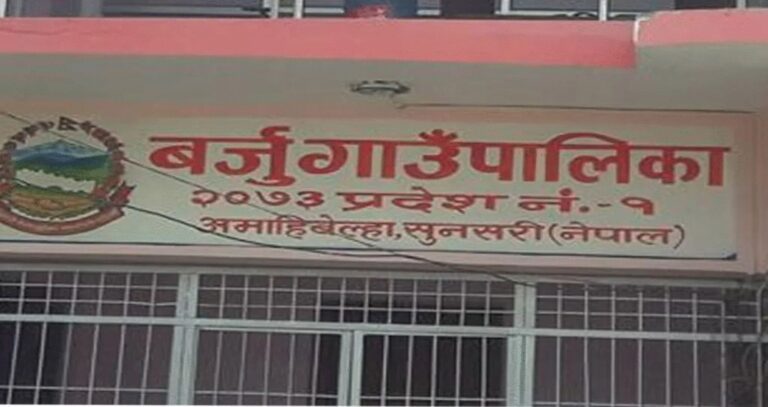 बर्जु गाउँपालिका
२०७३ प्रदेश नं.-१
अमाहिबेल्हा,सुनसरी(नेपाल)